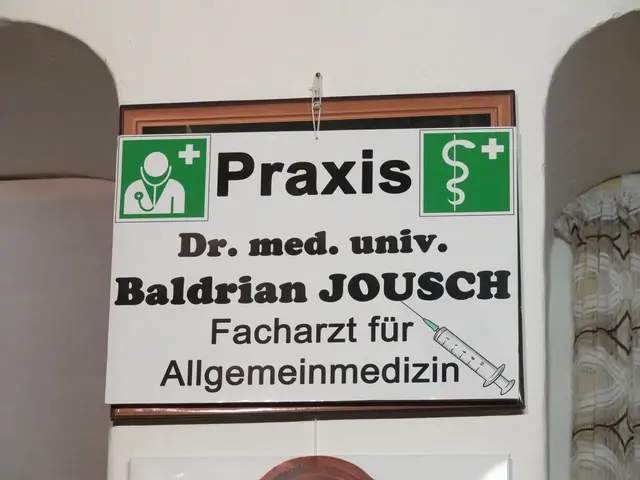 Praxis
Dr. med. univ.
Baldrian JOUSCH
Facharzt für
Allgemeinmedizin